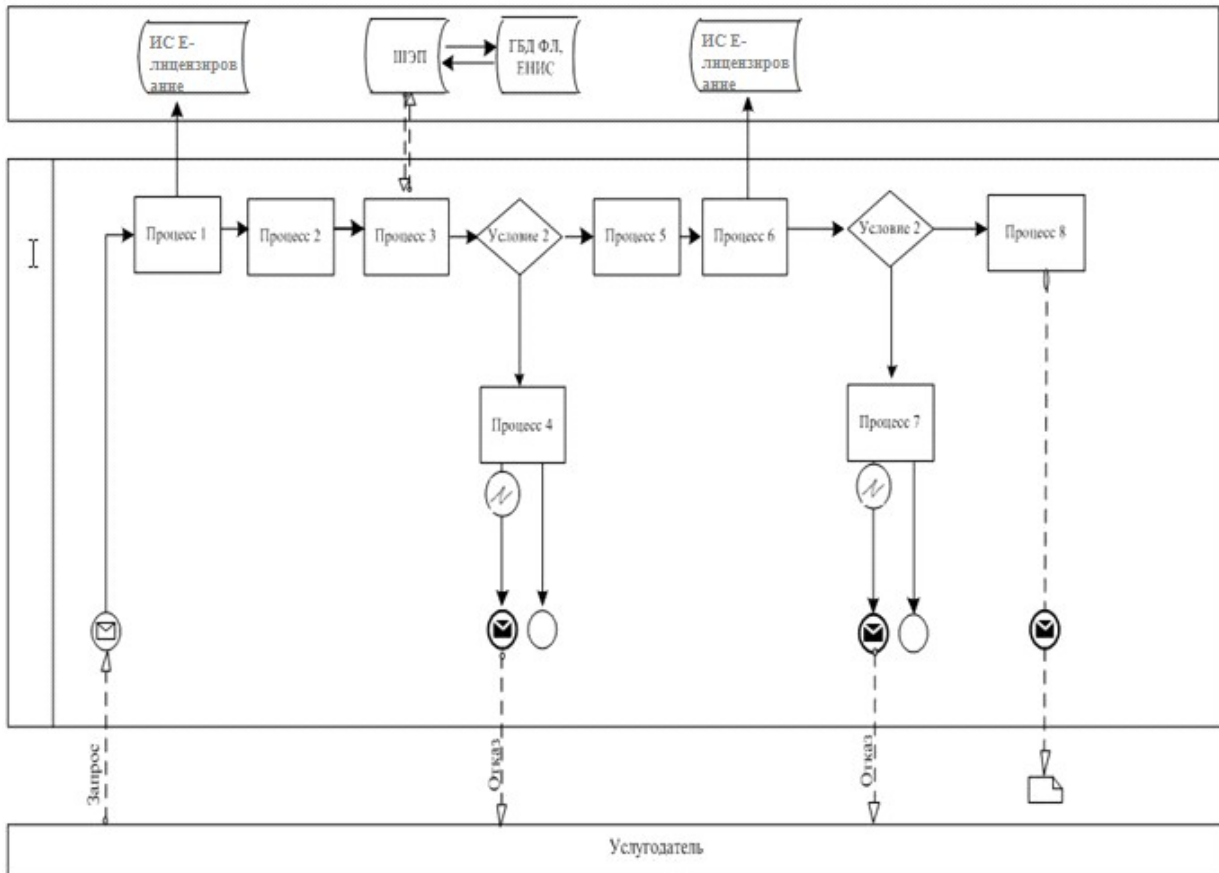 ИС Е-
лицензиров
ание
ШЭП
ГБД ФЛ,
ЕНИС
ИС Е-
лицензиров
ание
Процесс 1
Процесс 2
Процесс 3
Условие 2
Процесс 5
Процесс 6
Условие 2
Процесс 8
Процесс 4
Процесс 7
Запрос
Отказ
Отказ
Услугодатель